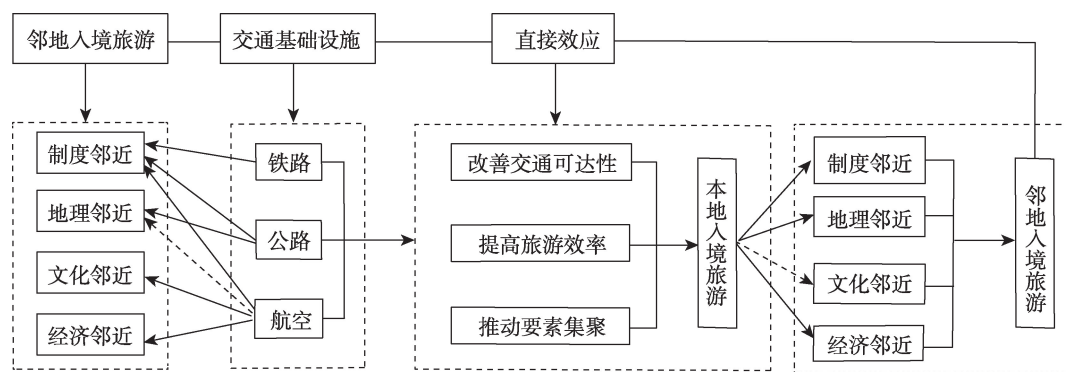 邻地入境旅游
交通基础设施
直接效应
制度邻近
地理邻近
文化邻近
经济邻近
铁路
公路
航空
改善交通可达性
提高旅游效率
推动要素集聚
本地入境旅游
制度邻近
地理邻近
文化邻近
经济邻近
邻地入境旅游